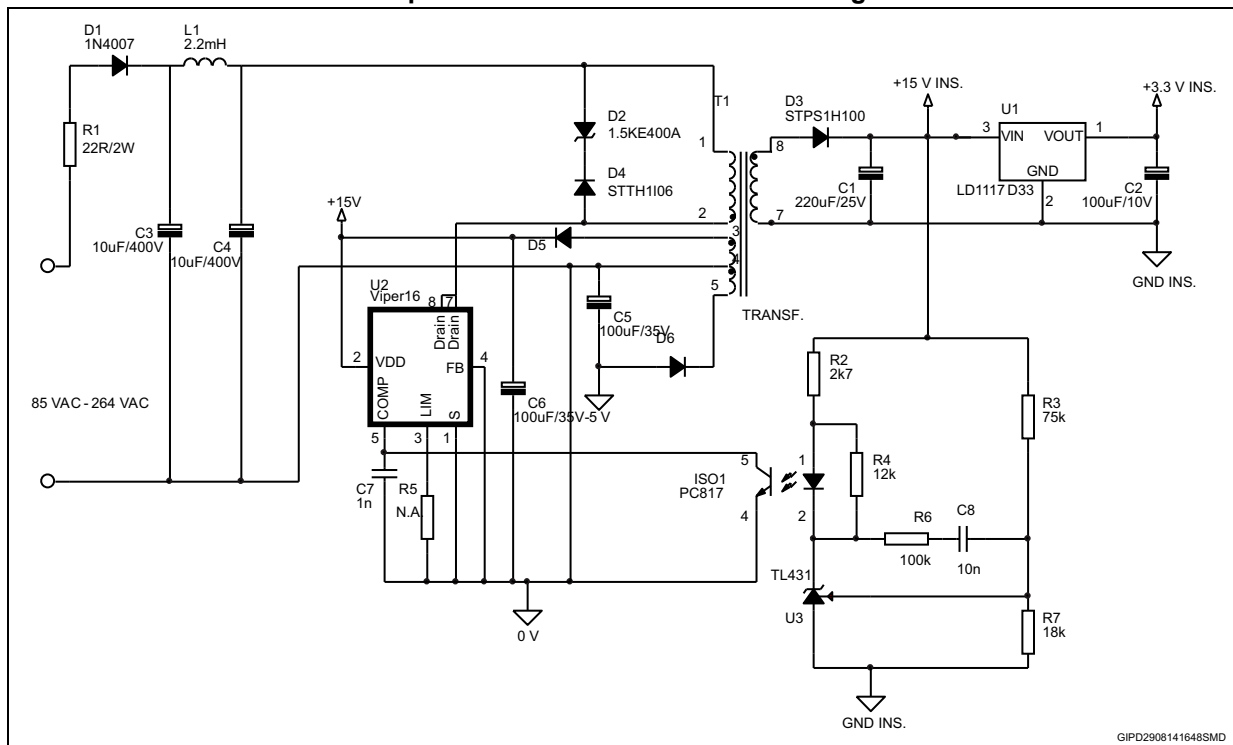 D1
1N4007
L1
2.2mH
R1
22R/2W
C3
10uF/400V
C4
10uF/400V
85 VAC - 264 VAC
D2
1.5KE400A
D4
STTH1I06
T1
1
2
3
4
5
8
7
TRANSF.
D3
STPS1H100
+15 V INS.
+3.3 V INS.
U1
3
VIN
VOUT
1
GND
LD1117 D33
2
C1
220uF/25V
C2
100uF/10V
GND INS.
+15V
D5
U2
Viper16
8
7
Drain
Drain
2
VDD
FB
4
COMP
LIM
S
5
3
1
C5
100uF/35V
D6
C6
100uF/35V-5 V
C7
1n
R5
N.A.
0 V
ISO1
PC817
5
4
1
2
R2
2k7
R4
12k
R3
75k
R6
100k
C8
10n
TL431
U3
R7
18k
GND INS.
GIPD2908141648SMD